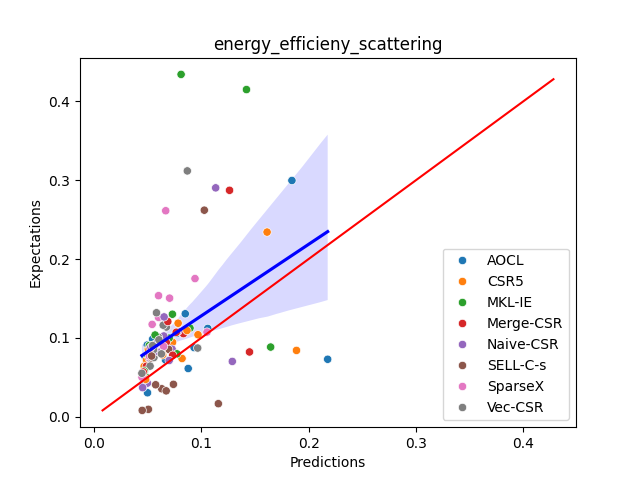 energy_efficieny_scattering
Expectations
0.4
0.3
0.2
0.1
0.0
0.0 0.1 0.2 0.3 0.4
Predictions
AOCL
CSR5
MKL-IE
Merge-CSR
Naive-CSR
SELL-C-s
SparseX
Vec-CSR